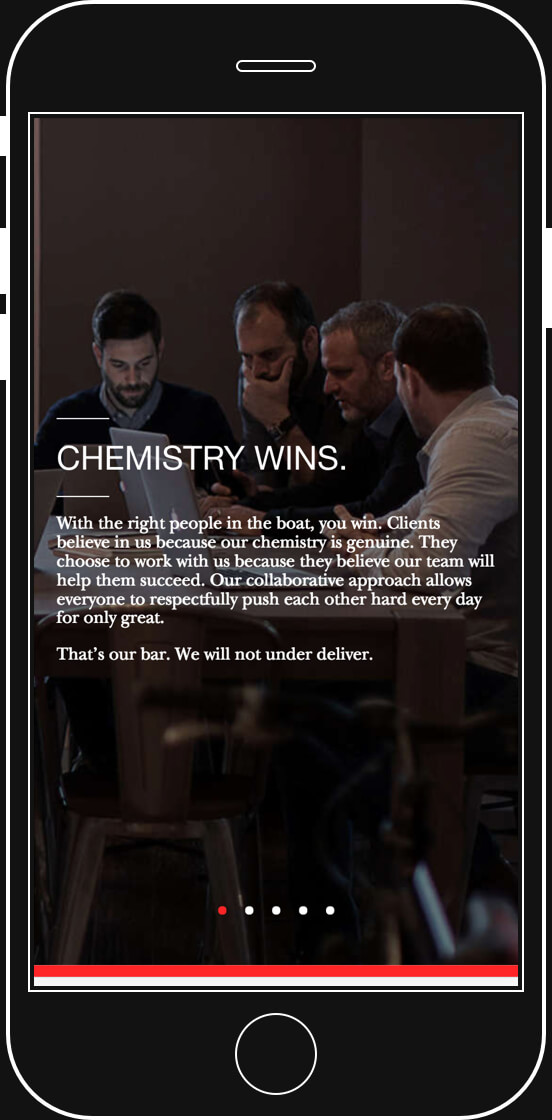 CHEMISTRY WINS.
With the right people in the boat, you win. Clients
believe in us because our chemistry is genuine. They
choose to work with us because they believe our team will
help them succeed. Our collaborative approach allows
everyone to respectfully push each other hard every day
for only great.
That’s our bar. We will not under deliver.